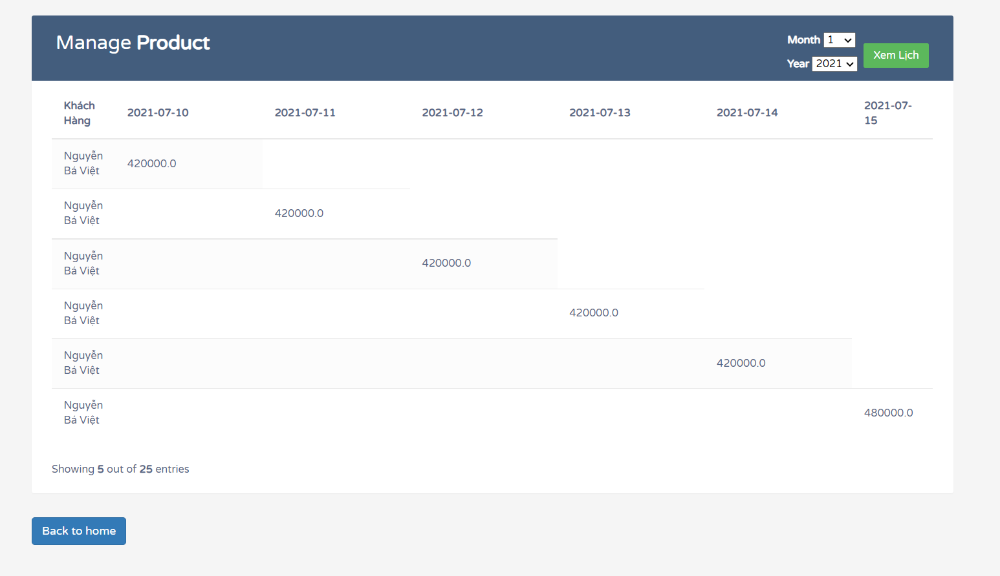 Manage Product
Month 1
Year 2021
Xem Lịch
Khách
Hàng
2021-07-10
2021-07-11
2021-07-12
2021-07-13
2021-07-14
2021-07-
15
Nguyễn
Bá Việt
420000.0
Nguyễn
Bá Việt
420000.0
Nguyễn
Bá Việt
420000.0
Nguyễn
Bá Việt
420000.0
Nguyễn
Bá Việt
420000.0
Nguyễn
Bá Việt
480000.0
Showing 5 out of 25 entries
Back to home